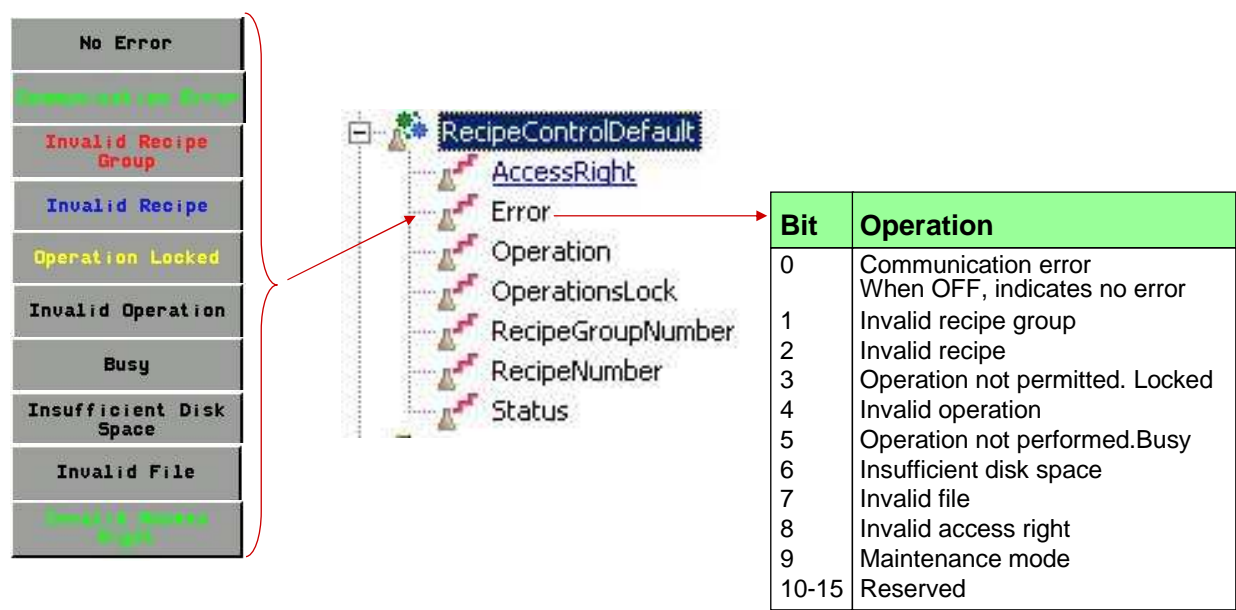 No Error
Communication Error
Invalid Recipe
Group
Invalid Recipe
Operation Locked
Invalid Operation
Busy
Insufficient Disk
Space
Invalid File
Invalid Access
Right
RecipeControlDefault
AccessRight
Error
Operation
OperationsLock
RecipeGroupNumber
RecipeNumber
Status
Bit Operation
0 Communication error
When OFF, indicates no error
1 Invalid recipe group
2 Invalid recipe
3 Operation not permitted. Locked
4 Invalid operation
5 Operation not performed.Busy
6 Insufficient disk space
7 Invalid file
8 Invalid access right
9 Maintenance mode
10-15 Reserved